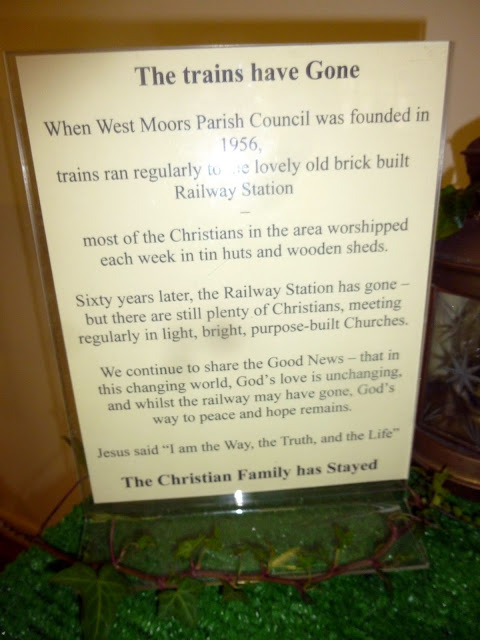 The trains have Gone
When West Moors Parish Council was founded in
1956,
trains ran regularly to lovely old brick built
Railway Station
–
most of the Christians in the area worshipped
each week in tin huts and wooden sheds.
Sixty years later, the Railway Station has gone –
but there are still plenty of Christians, meeting
regularly in light, bright, purpose-built Churches.
We continue to share the Good News – that in
this changing world, God's love is unchanging,
and whilst the railway may have gone, God's
way to peace and hope remains.
Jesus said “I am the Way, the Truth, and the Life”
The Christian Family has Stayed